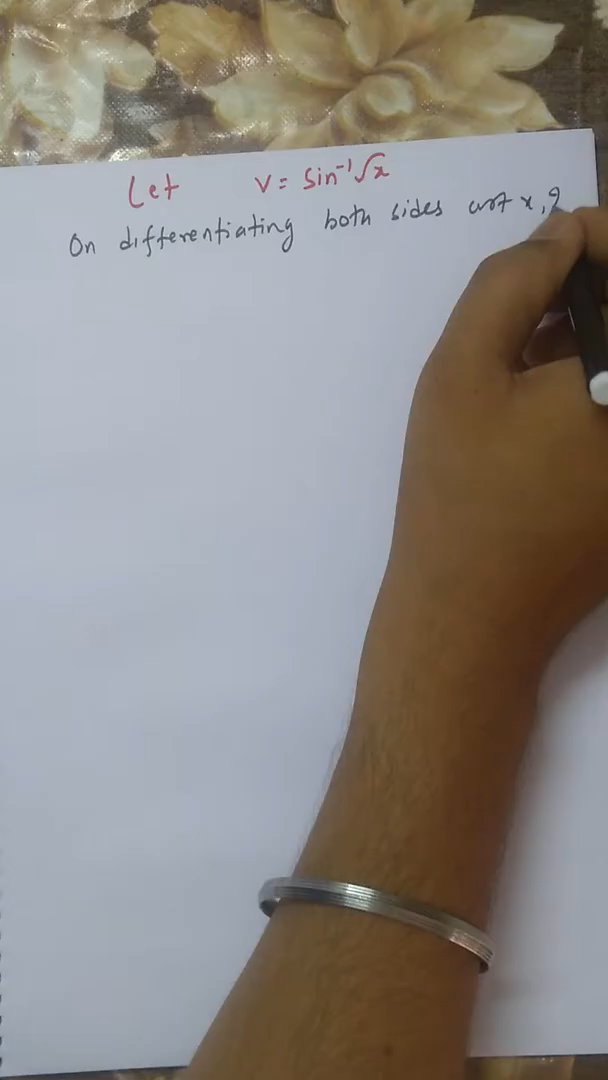 Let v = sin⁻¹√x
On differentiating both sides wrt x,